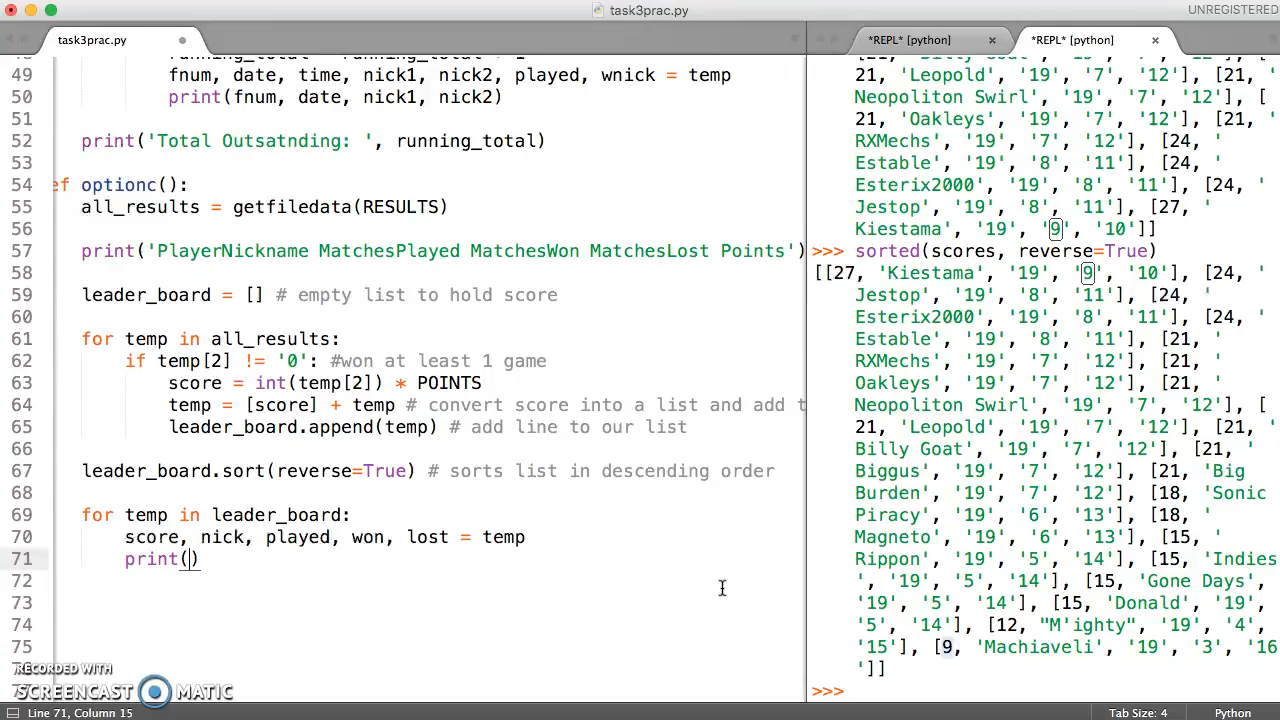 task3prac.py
UNREGISTERED
task3prac.py
*REPL* [python]
*REPL* [python]
49 fnum, date, time, nick1, nick2, played, wnick = temp
50 print(fnum, date, nick1, nick2)
51
52 print('Total Outsatnding: ', running_total)
53
54 ef optionc():
55 all_results = getfiledata(RESULTS)
56
57 print('PlayerNickname MatchesPlayed MatchesWon MatchesLost Points')
58
59 leader_board = [] # empty list to hold score
60
61 for temp in all_results:
62 if temp[2] != '0': #won at least 1 game
63 score = int(temp[2]) * POINTS
64 temp = [score] + temp # convert score into a list and add t
65 leader_board.append(temp) # add line to our list
66
67 leader_board.sort(reverse=True) # sorts list in descending order
68
69 for temp in leader_board:
70 score, nick, played, won, lost = temp
71 print()
72
73
74
75
21, 'Leopold', '19', '7', '12'], [21, '
Neopoliton Swirl', '19', '7', '12'], [
21, 'Oakleys', '19', '7', '12'], [21, '
RXMechs', '19', '7', '12'], [24, '
Estable', '19', '8', '11'], [24, '
Esterix2000', '19', '8', '11'], [24, '
Jestop', '19', '8', '11'], [27, '
Kiestama', '19', '9', '10']]
>>> sorted(scores, reverse=True)
[[27, 'Kiestama', '19', '9', '10'], [24, '
Jestop', '19', '8', '11'], [24, '
Esterix2000', '19', '8', '11'], [24, '
Estable', '19', '8', '11'], [21, '
RXMechs', '19', '7', '12'], [21, '
Oakleys', '19', '7', '12'], [21, '
Neopoliton Swirl', '19', '7', '12'], [
21, 'Leopold', '19', '7', '12'], [21, '
Billy Goat', '19', '7', '12'], [21, '
Biggus', '19', '7', '12'], [21, 'Big
Burden', '19', '7', '12'], [18, 'Sonic
Piracy', '19', '6', '13'], [18, '
Magneto', '19', '6', '13'], [15, '
Rippon', '19', '5', '14'], [15, 'Indies
', '19', '5', '14'], [15, 'Gone Days',
'19', '5', '14'], [15, 'Donald', '19',
'5', '14'], [12, "M'ighty", '19', '4',
'15'], [9, 'Machiaveli', '19', '3', '16
']]
>>>
RECORDED WITH
SCREENCAST MATIC
Line 71, Column 15
Tab Size: 4
Python